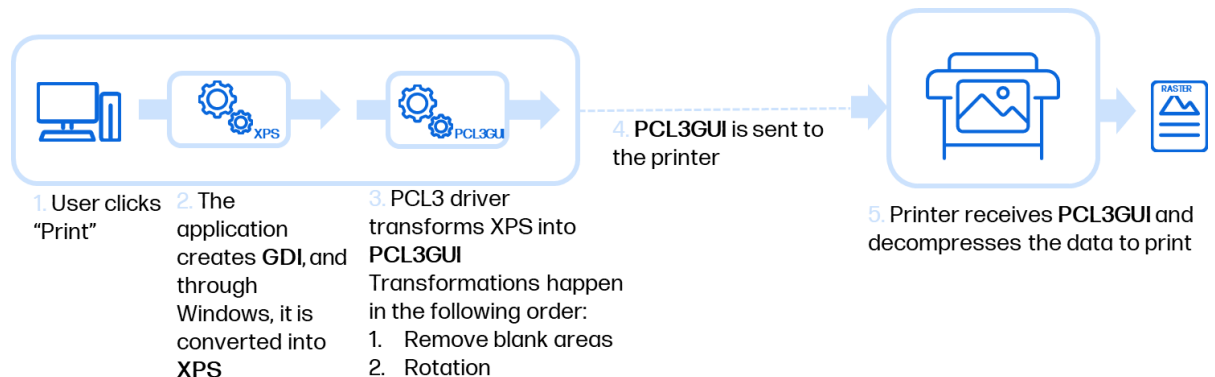 XPS
PCL3GUI
RASTER
1. User clicks
“Print”
2. The
application
creates GDI, and
through
Windows, it is
converted into
XPS
3. PCL3 driver
transforms XPS into
PCL3GUI
Transformations happen
in the following order:
1. Remove blank areas
2. Rotation
4. PCL3GUI is sent to
the printer
5. Printer receives PCL3GUI and
decompresses the data to print